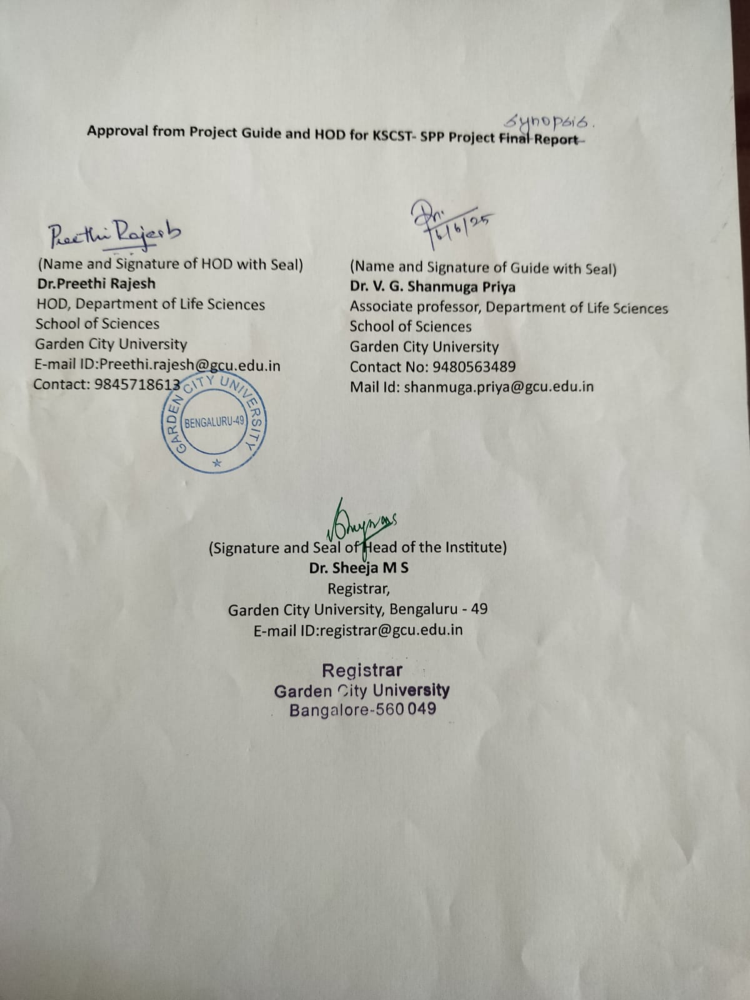 synopsis.
Approval from Project Guide and HOD for KSCST- SPP Project Final Report
Preethi Rajesh
(Name and Signature of HOD with Seal)
Dr.Preethi Rajesh
HOD, Department of Life Sciences
School of Sciences
Garden City University
E-mail ID:Preethi.rajesh@gcu.edu.in
Contact: 9845718613
GARDEN CITY UNIVERSITY
BENGALURU-49
16/6/25
(Name and Signature of Guide with Seal)
Dr. V. G. Shanmuga Priya
Associate professor, Department of Life Sciences
School of Sciences
Garden City University
Contact No: 9480563489
Mail Id: shanmuga.priya@gcu.edu.in
(Signature and Seal of Head of the Institute)
Dr. Sheeja M S
Registrar,
Garden City University, Bengaluru - 49
E-mail ID:registrar@gcu.edu.in
Registrar
Garden City University
Bangalore-560 049